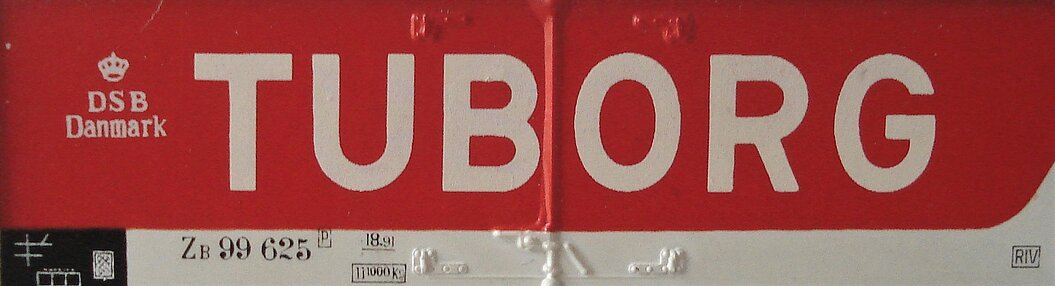 TUBORG
DSB
Danmark
ZB 99 625 P
18.91
11000 K
RIV